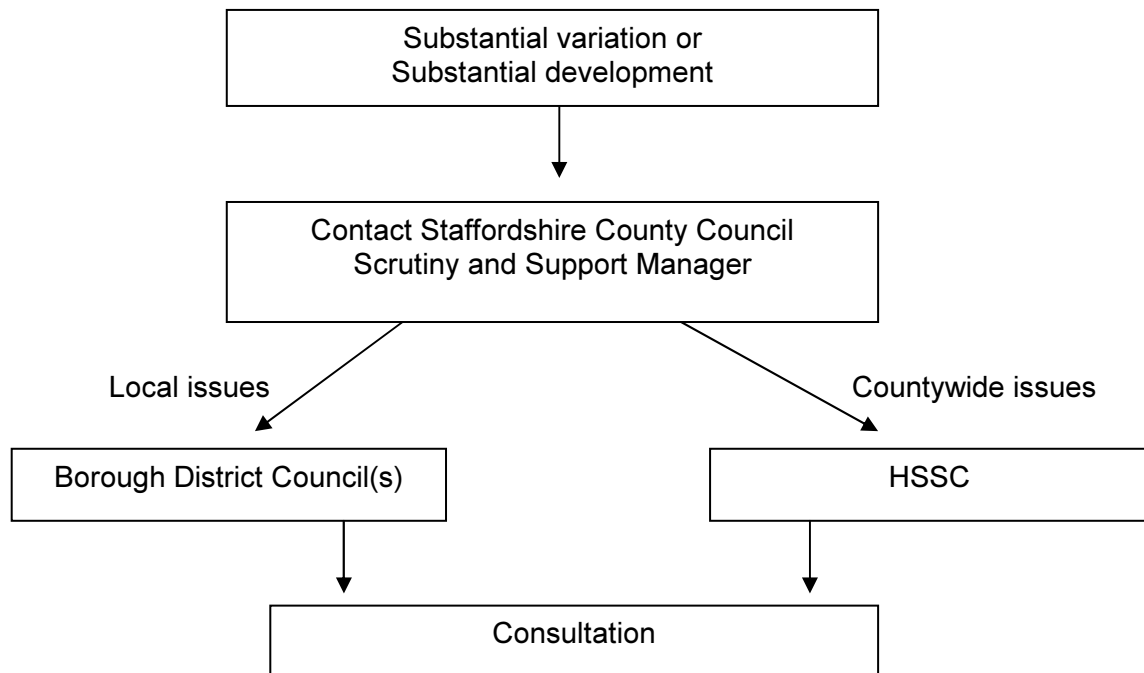 Substantial variation or
Substantial development
Contact Staffordshire County Council
Scrutiny and Support Manager
Local issues
Countywide issues
Borough District Council(s)
HSSC
Consultation